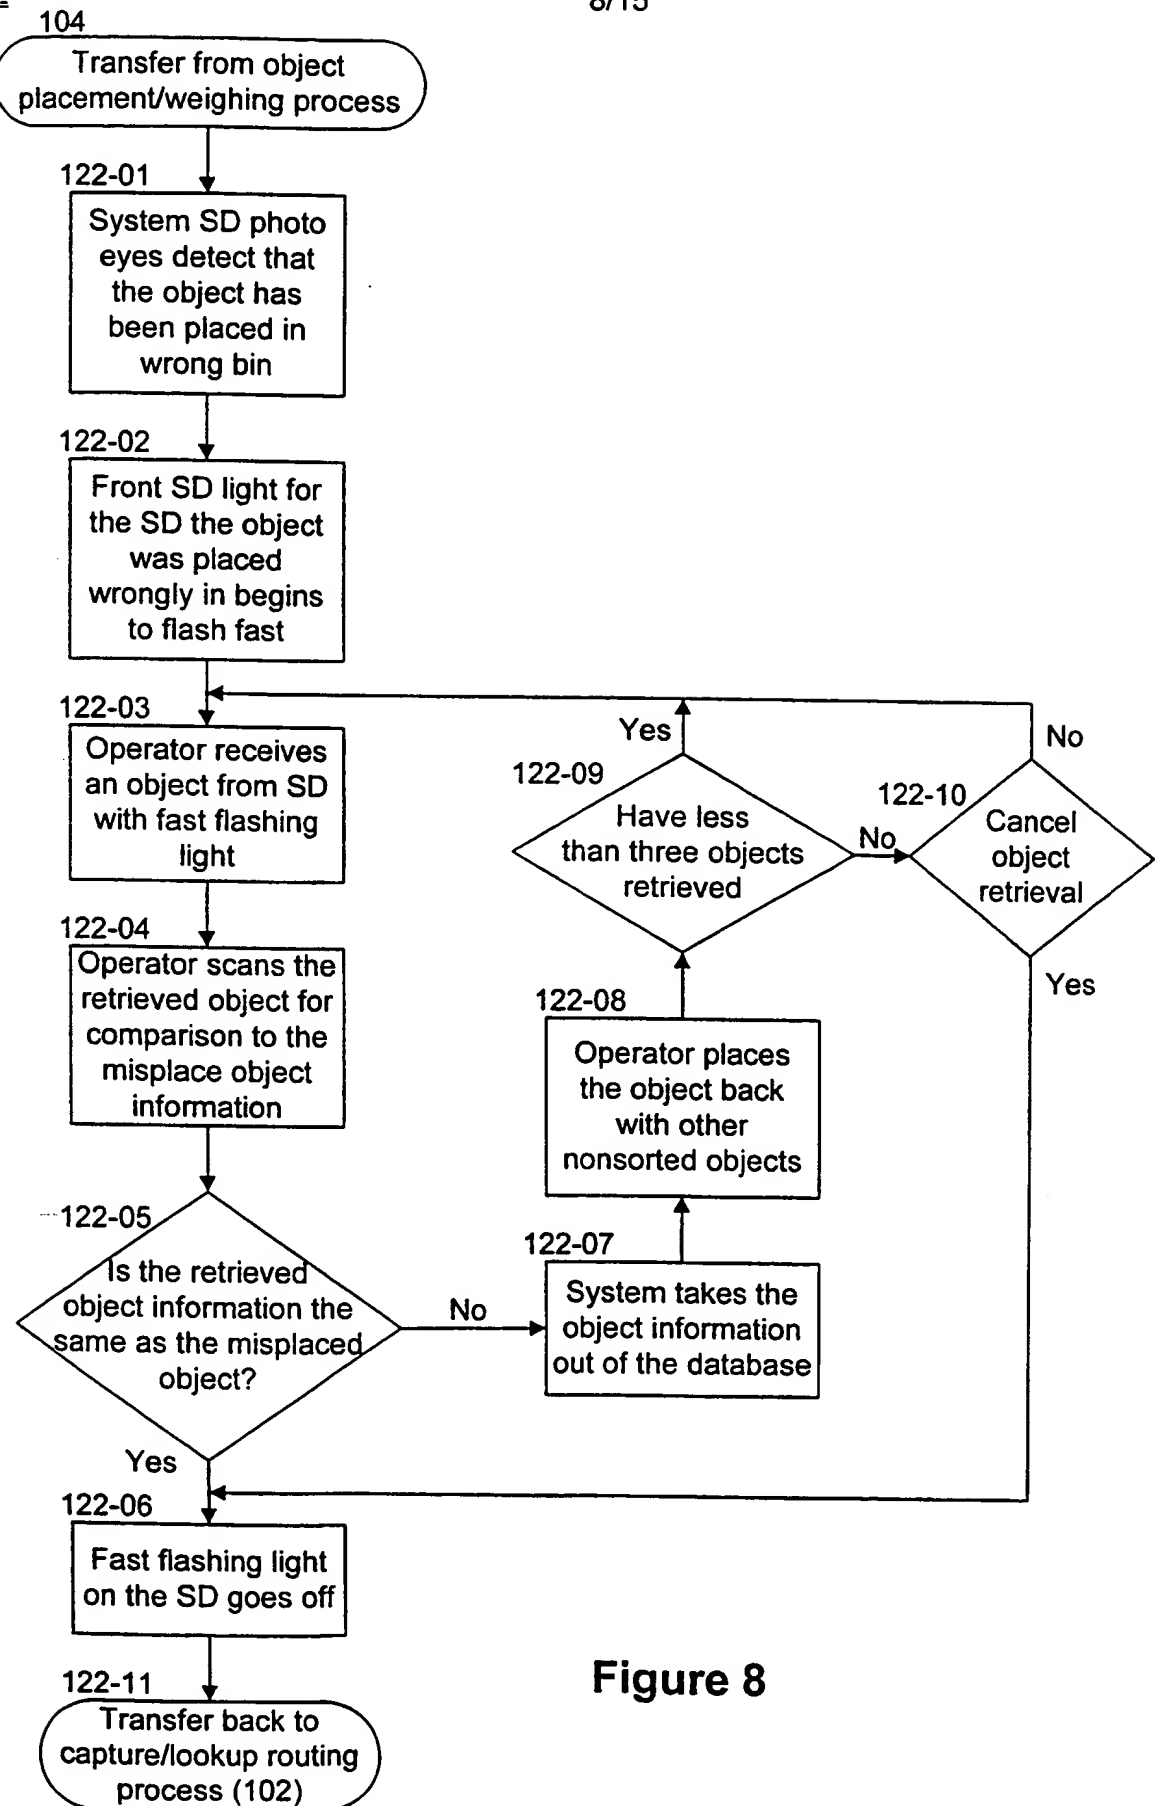 8/15
104
Transfer from object
placement/weighing process
122-01
System SD photo
eyes detect that
the object has
been placed in
wrong bin
122-02
Front SD light for
the SD the object
was placed
wrongly in begins
to flash fast
122-03
Operator receives
an object from SD
with fast flashing
light
122-04
Operator scans the
retrieved object for
comparison to the
misplace object
information
122-05
Is the retrieved
object information the
same as the misplaced
object?
No
Yes
122-07
System takes the
object information
out of the database
122-08
Operator places
the object back
with other
nonsorted objects
122-09
Have less
than three objects
retrieved
Yes
No
122-10
Cancel
object
retrieval
No
Yes
122-06
Fast flashing light
on the SD goes off
122-11
Transfer back to
capture/lookup routing
process (102)
Figure 8